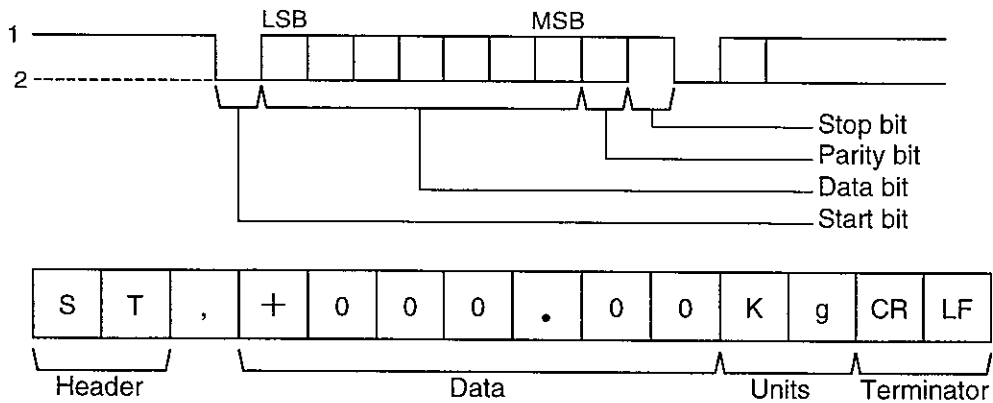 LSB MSB
1
2
Stop bit
Parity bit
Data bit
Start bit
S T , + 0 0 0 . 0 0 K g CR LF
Header Data Units Terminator